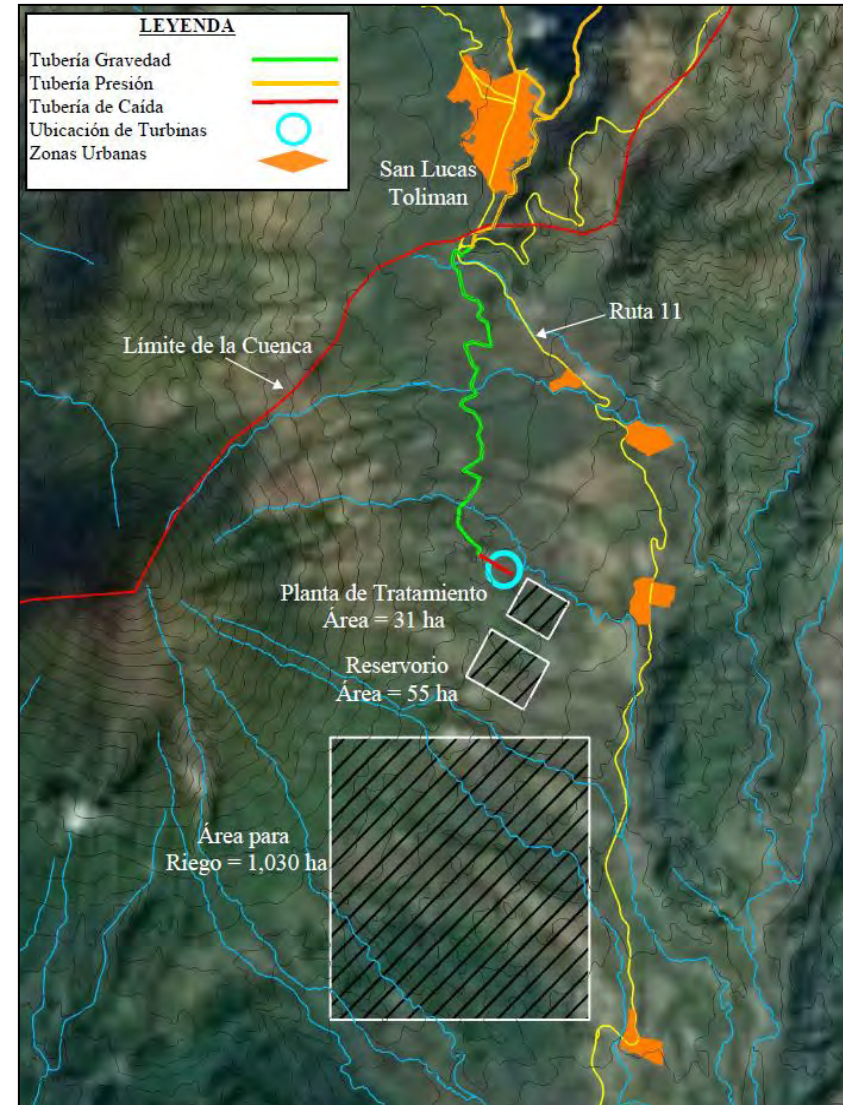 LEYENDA
Tubería Gravedad
Tubería Presión
Tubería de Caída
Ubicación de Turbinas
Zonas Urbanas
San Lucas
Toliman
Ruta 11
Límite de la Cuenca
Planta de Tratamiento
Área = 31 ha
Reservorio
Área = 55 ha
Área para
Riego = 1,030 ha